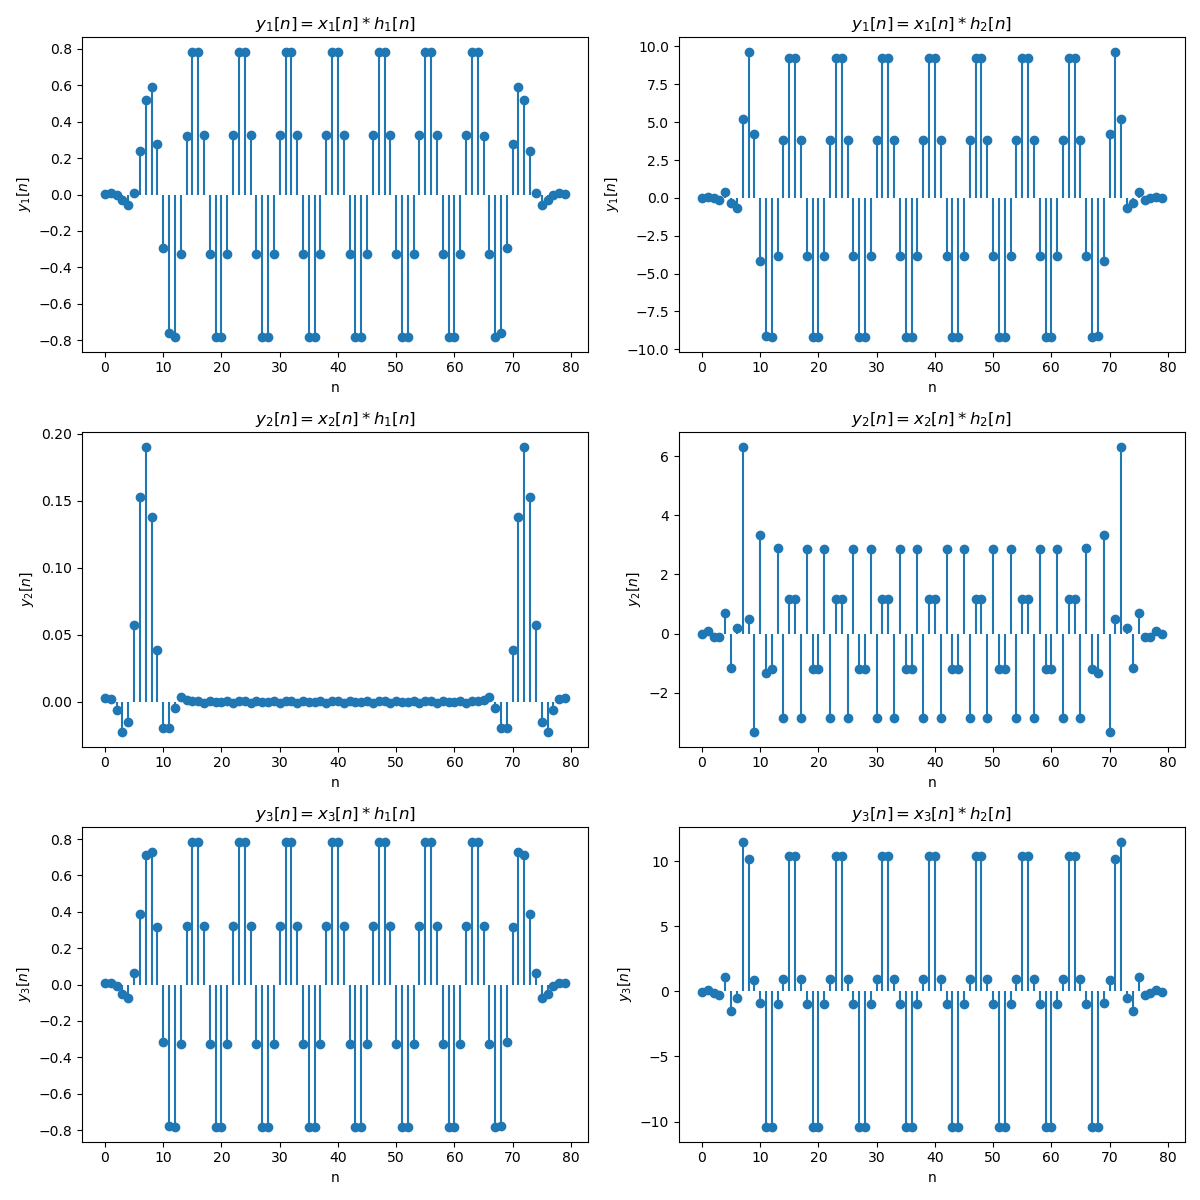 y₁[n] = x₁[n] * h₁[n]
0.8
0.6
0.4
0.2
0.0
−0.2
−0.4
−0.6
−0.8
y₁[n]
0 10 20 30 40 50 60 70 80
n
y₁[n] = x₁[n] * h₂[n]
10.0
7.5
5.0
2.5
0.0
−2.5
−5.0
−7.5
−10.0
y₁[n]
0 10 20 30 40 50 60 70 80
n
y₂[n] = x₂[n] * h₁[n]
0.20
0.15
0.10
0.05
0.00
y₂[n]
0 10 20 30 40 50 60 70 80
n
y₂[n] = x₂[n] * h₂[n]
6
4
2
0
−2
y₂[n]
0 10 20 30 40 50 60 70 80
n
y₃[n] = x₃[n] * h₁[n]
0.8
0.6
0.4
0.2
0.0
−0.2
−0.4
−0.6
−0.8
y₃[n]
0 10 20 30 40 50 60 70 80
n
y₃[n] = x₃[n] * h₂[n]
10
5
0
−5
−10
y₃[n]
0 10 20 30 40 50 60 70 80
n